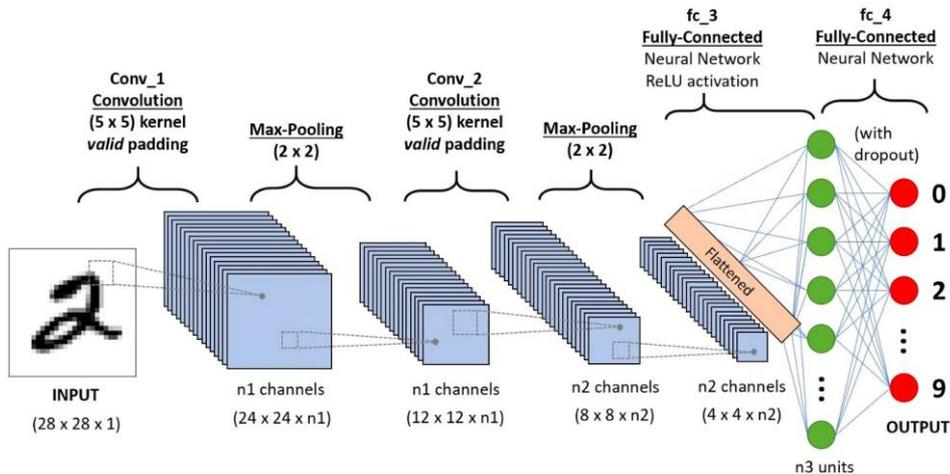 fc_3
Fully-Connected
Neural Network
ReLU activation
fc_4
Fully-Connected
Neural Network
Conv_1
Convolution
(5 x 5) kernel
valid padding
Max-Pooling
(2 x 2)
Conv_2
Convolution
(5 x 5) kernel
valid padding
Max-Pooling
(2 x 2)
(with
dropout)
Flattened
0
1
2
9
INPUT
(28 x 28 x 1)
n1 channels
(24 x 24 x n1)
n1 channels
(12 x 12 x n1)
n2 channels
(8 x 8 x n2)
n2 channels
(4 x 4 x n2)
OUTPUT
n3 units